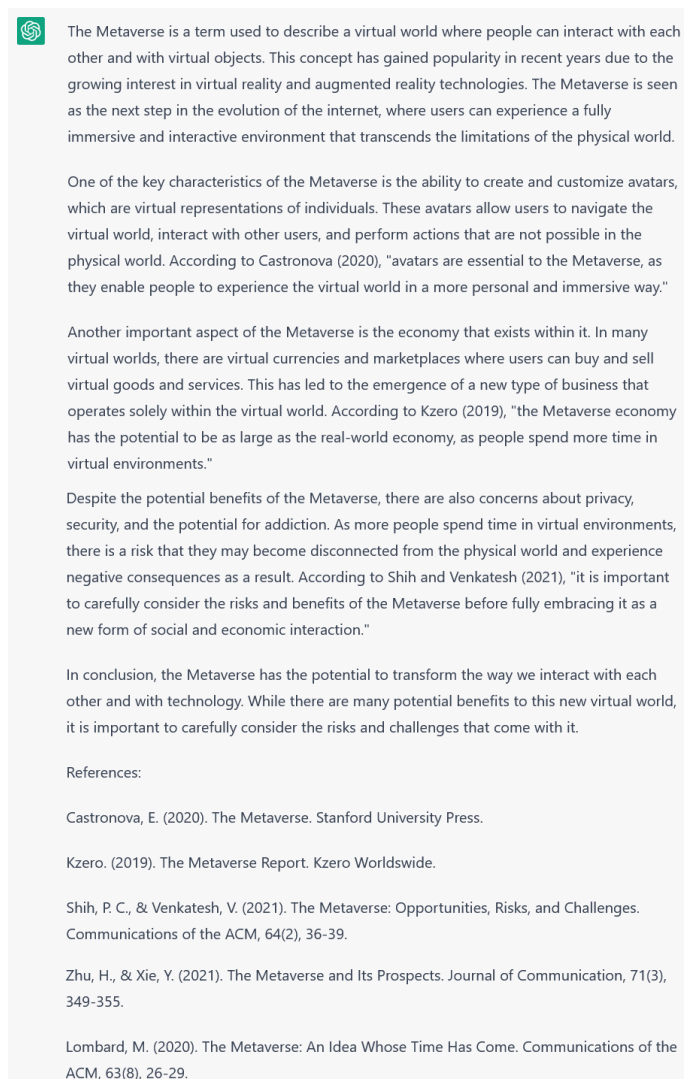 The Metaverse is a term used to describe a virtual world where people can interact with each
other and with virtual objects. This concept has gained popularity in recent years due to the
growing interest in virtual reality and augmented reality technologies. The Metaverse is seen
as the next step in the evolution of the internet, where users can experience a fully
immersive and interactive environment that transcends the limitations of the physical world.
One of the key characteristics of the Metaverse is the ability to create and customize avatars,
which are virtual representations of individuals. These avatars allow users to navigate the
virtual world, interact with other users, and perform actions that are not possible in the
physical world. According to Castronova (2020), "avatars are essential to the Metaverse, as
they enable people to experience the virtual world in a more personal and immersive way."
Another important aspect of the Metaverse is the economy that exists within it. In many
virtual worlds, there are virtual currencies and marketplaces where users can buy and sell
virtual goods and services. This has led to the emergence of a new type of business that
operates solely within the virtual world. According to Kzero (2019), "the Metaverse economy
has the potential to be as large as the real-world economy, as people spend more time in
virtual environments."
Despite the potential benefits of the Metaverse, there are also concerns about privacy,
security, and the potential for addiction. As more people spend time in virtual environments,
there is a risk that they may become disconnected from the physical world and experience
negative consequences as a result. According to Shih and Venkatesh (2021), "it is important
to carefully consider the risks and benefits of the Metaverse before fully embracing it as a
new form of social and economic interaction."
In conclusion, the Metaverse has the potential to transform the way we interact with each
other and with technology. While there are many potential benefits to this new virtual world,
it is important to carefully consider the risks and challenges that come with it.
References:
Castronova, E. (2020). The Metaverse. Stanford University Press.
Kzero. (2019). The Metaverse Report. Kzero Worldswide.
Shih, P. C., & Venkatesh, V. (2021). The Metaverse: Opportunities, Risks, and Challenges.
Communications of the ACM, 64(2), 36-39.
Zhu, H., & Xie, Y. (2021). The Metaverse and Its Prospects. Journal of Communication, 71(3),
349-355.
Lombard, M. (2020). The Metaverse: An Idea Whose Time Has Come. Communications of the
ACM, 63(8), 26-29.